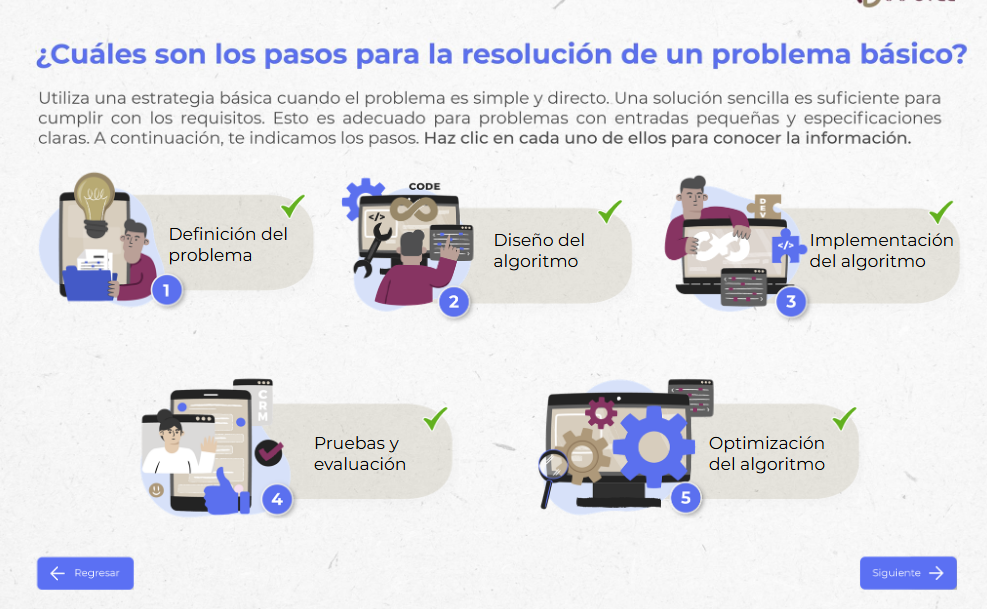 ¿Cuáles son los pasos para la resolución de un problema básico?
Utiliza una estrategia básica cuando el problema es simple y directo. Una solución sencilla es suficiente para
cumplir con los requisitos. Esto es adecuado para problemas con entradas pequeñas y especificaciones
claras. A continuación, te indicamos los pasos. Haz clic en cada uno de ellos para conocer la información.
Definición del
problema
1
CODE
</>
Diseño del
algoritmo
2
DEV
</>
Implementación
del algoritmo
3
CRM
Pruebas y
evaluación
4
Optimización
del algoritmo
5
Regresar
Siguiente